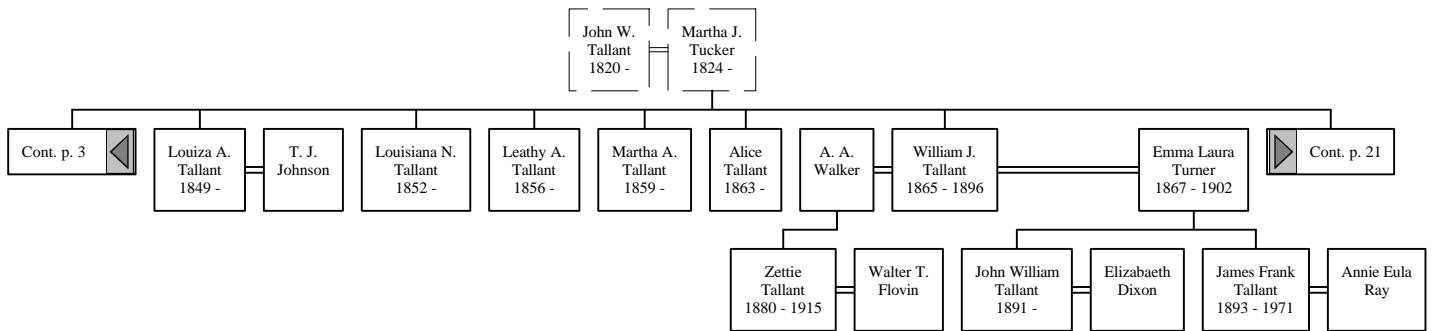 John W.
Tallant
1820 -
Martha J.
Tucker
1824 -
Cont. p. 3
Louiza A.
Tallant
1849 -
T. J.
Johnson
Louisiana N.
Tallant
1852 -
Leathy A.
Tallant
1856 -
Martha A.
Tallant
1859 -
Alice
Tallant
1863 -
A. A.
Walker
William J.
Tallant
1865 - 1896
Emma Laura
Turner
1867 - 1902
Cont. p. 21
Zettie
Tallant
1880 - 1915
Walter T.
Flovin
John William
Tallant
1891 -
Elizabaeth
Dixon
James Frank
Tallant
1893 - 1971
Annie Eula
Ray